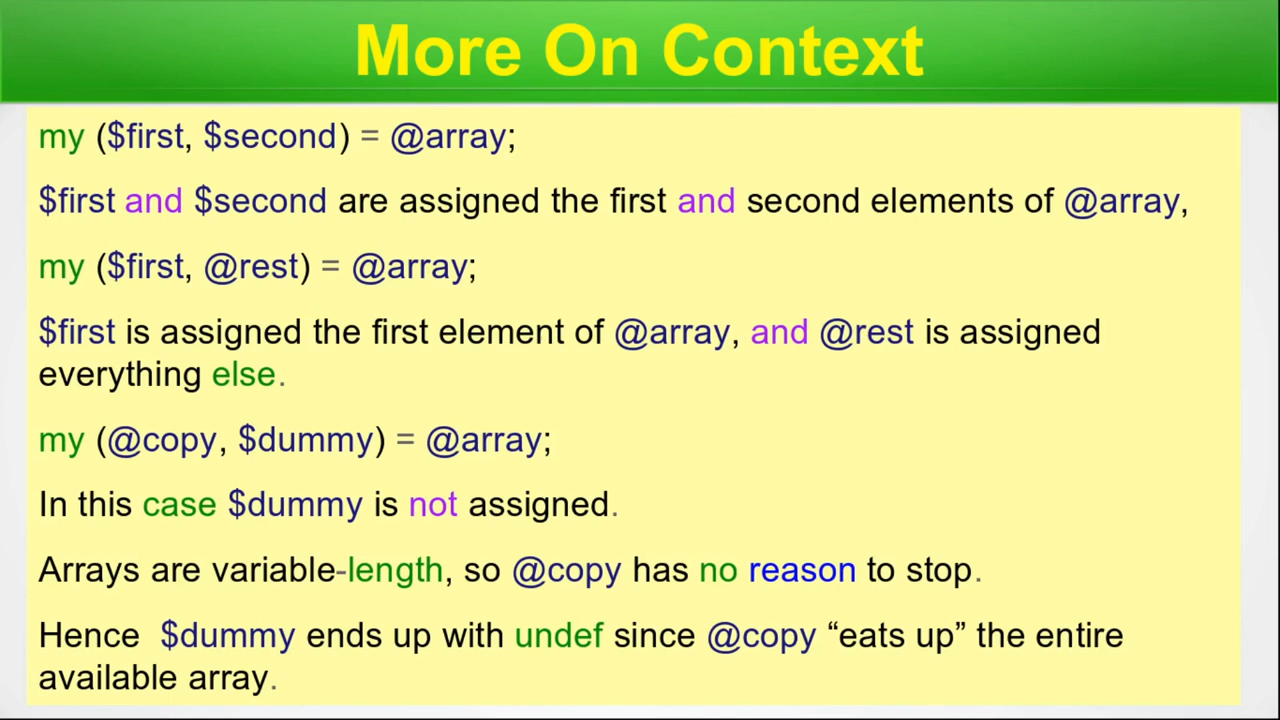 More On Context
my ($first, $second) = @array;
$first and $second are assigned the first and second elements of @array,
my ($first, @rest) = @array;
$first is assigned the first element of @array, and @rest is assigned
everything else.
my (@copy, $dummy) = @array;
In this case $dummy is not assigned.
Arrays are variable-length, so @copy has no reason to stop.
Hence  $dummy ends up with undef since @copy “eats up” the entire
available array.